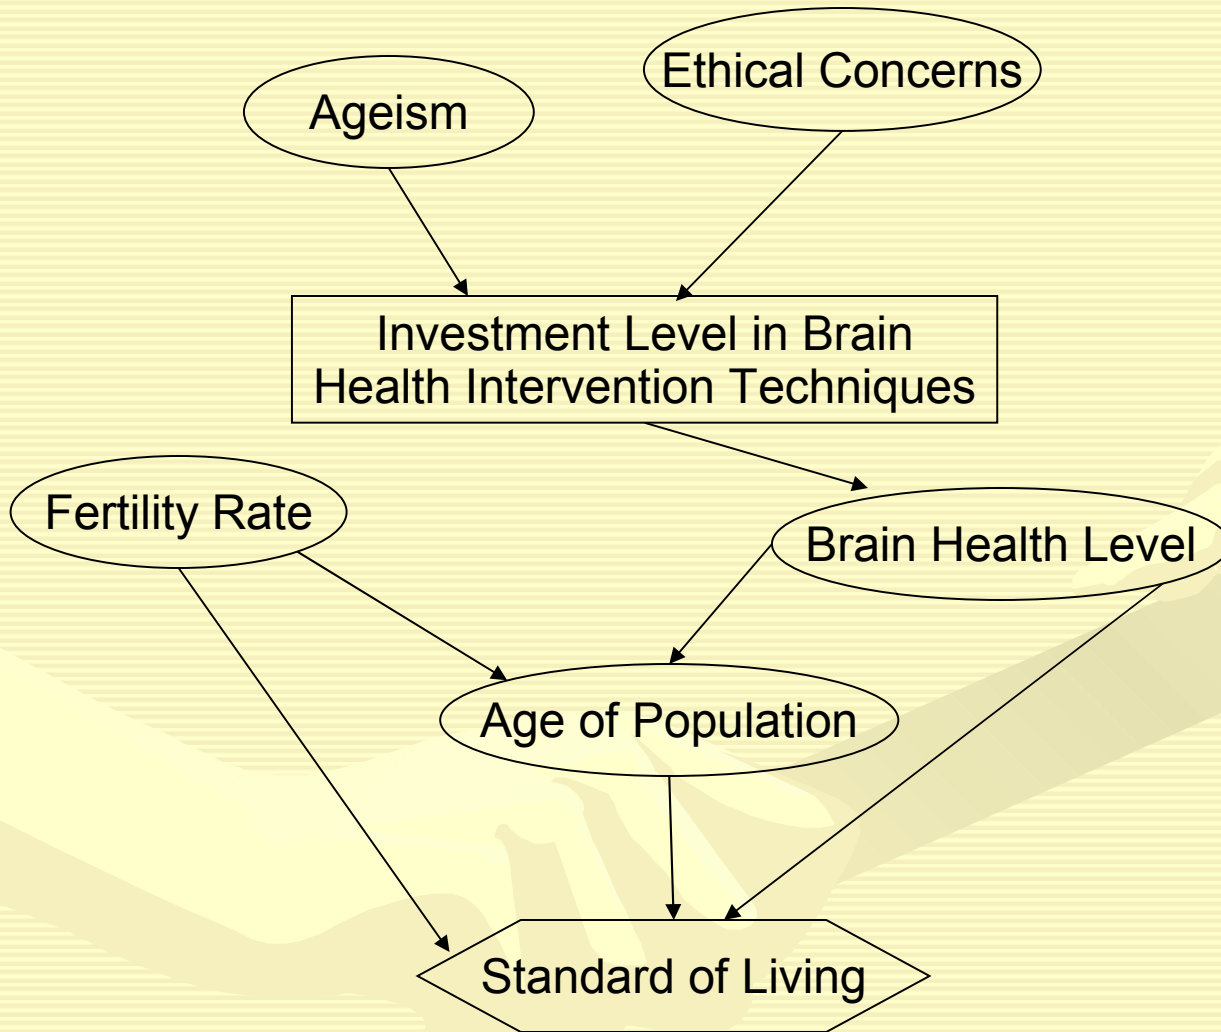 Ethical Concerns
Ageism
Investment Level in Brain
Health Intervention Techniques
Fertility Rate
Brain Health Level
Age of Population
Standard of Living